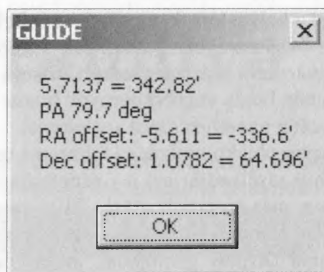 GUIDE
5.7137 = 342.82'
PA 79.7 deg
RA offset: -5.611 = -336.6'
Dec offset: 1.0782 = 64.696'
OK